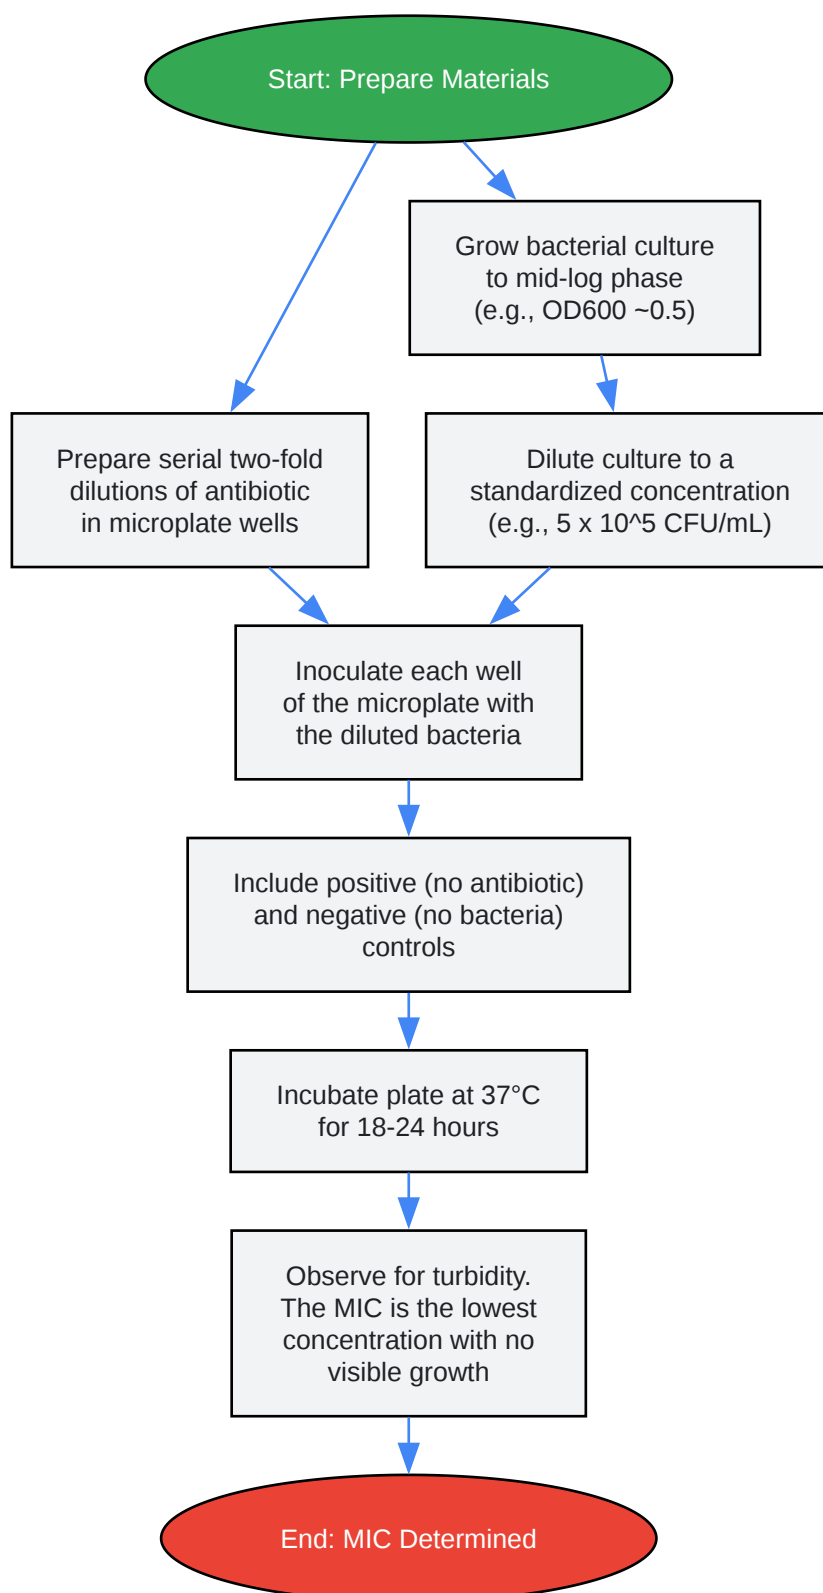 Start: Prepare Materials
Grow bacterial culture
to mid-log phase
(e.g., OD600 ~0.5)
Prepare serial two-fold
dilutions of antibiotic
in microplate wells
Dilute culture to a
standardized concentration
(e.g., 5 x 10^5 CFU/mL)
Inoculate each well
of the microplate with
the diluted bacteria
Include positive (no antibiotic)
and negative (no bacteria)
controls
Incubate plate at 37°C
for 18-24 hours
Observe for turbidity.
The MIC is the lowest
concentration with no
visible growth
End: MIC Determined